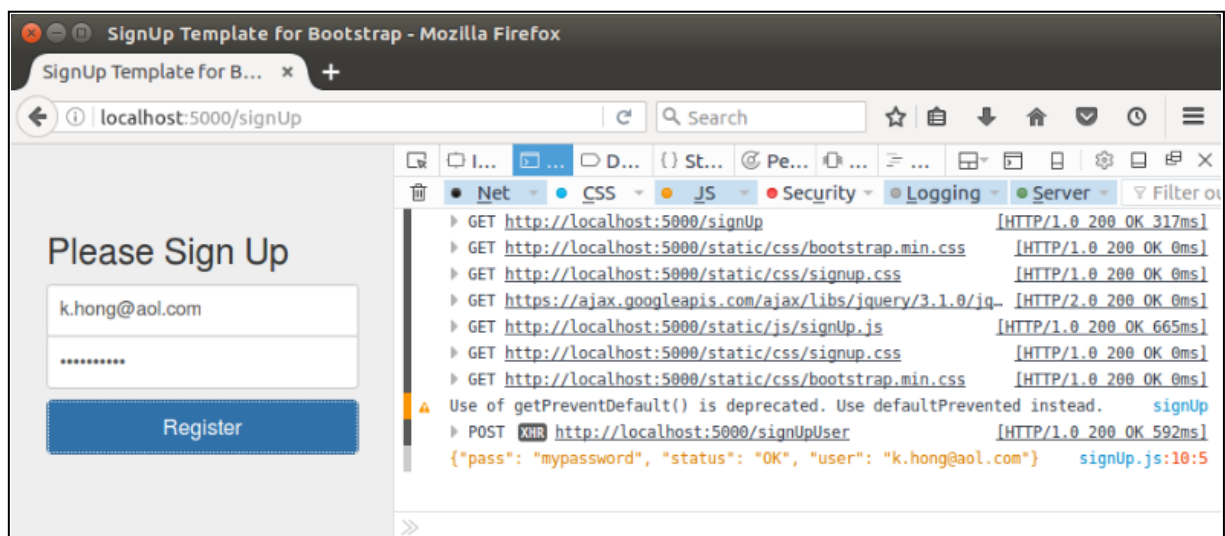 SignUp Template for Bootstrap - Mozilla Firefox
SignUp Template for B... × +
localhost:5000/signUp
Search
I... ... D... {} St... Pe... ... ...
Net CSS JS Security Logging Server Filter ou
GET http://localhost:5000/signUp [HTTP/1.0 200 OK 317ms]
GET http://localhost:5000/static/css/bootstrap.min.css [HTTP/1.0 200 OK 0ms]
GET http://localhost:5000/static/css/signup.css [HTTP/1.0 200 OK 0ms]
GET https://ajax.googleapis.com/ajax/libs/jquery/3.1.0/jq… [HTTP/2.0 200 OK 0ms]
GET http://localhost:5000/static/js/signUp.js [HTTP/1.0 200 OK 665ms]
GET http://localhost:5000/static/css/signup.css [HTTP/1.0 200 OK 0ms]
GET http://localhost:5000/static/css/bootstrap.min.css [HTTP/1.0 200 OK 0ms]
Use of getPreventDefault() is deprecated. Use defaultPrevented instead. signUp
POST XHR http://localhost:5000/signUpUser [HTTP/1.0 200 OK 592ms]
{"pass": "mypassword", "status": "OK", "user": "k.hong@aol.com"} signUp.js:10:5
Please Sign Up
k.hong@aol.com
••••••••••
Register